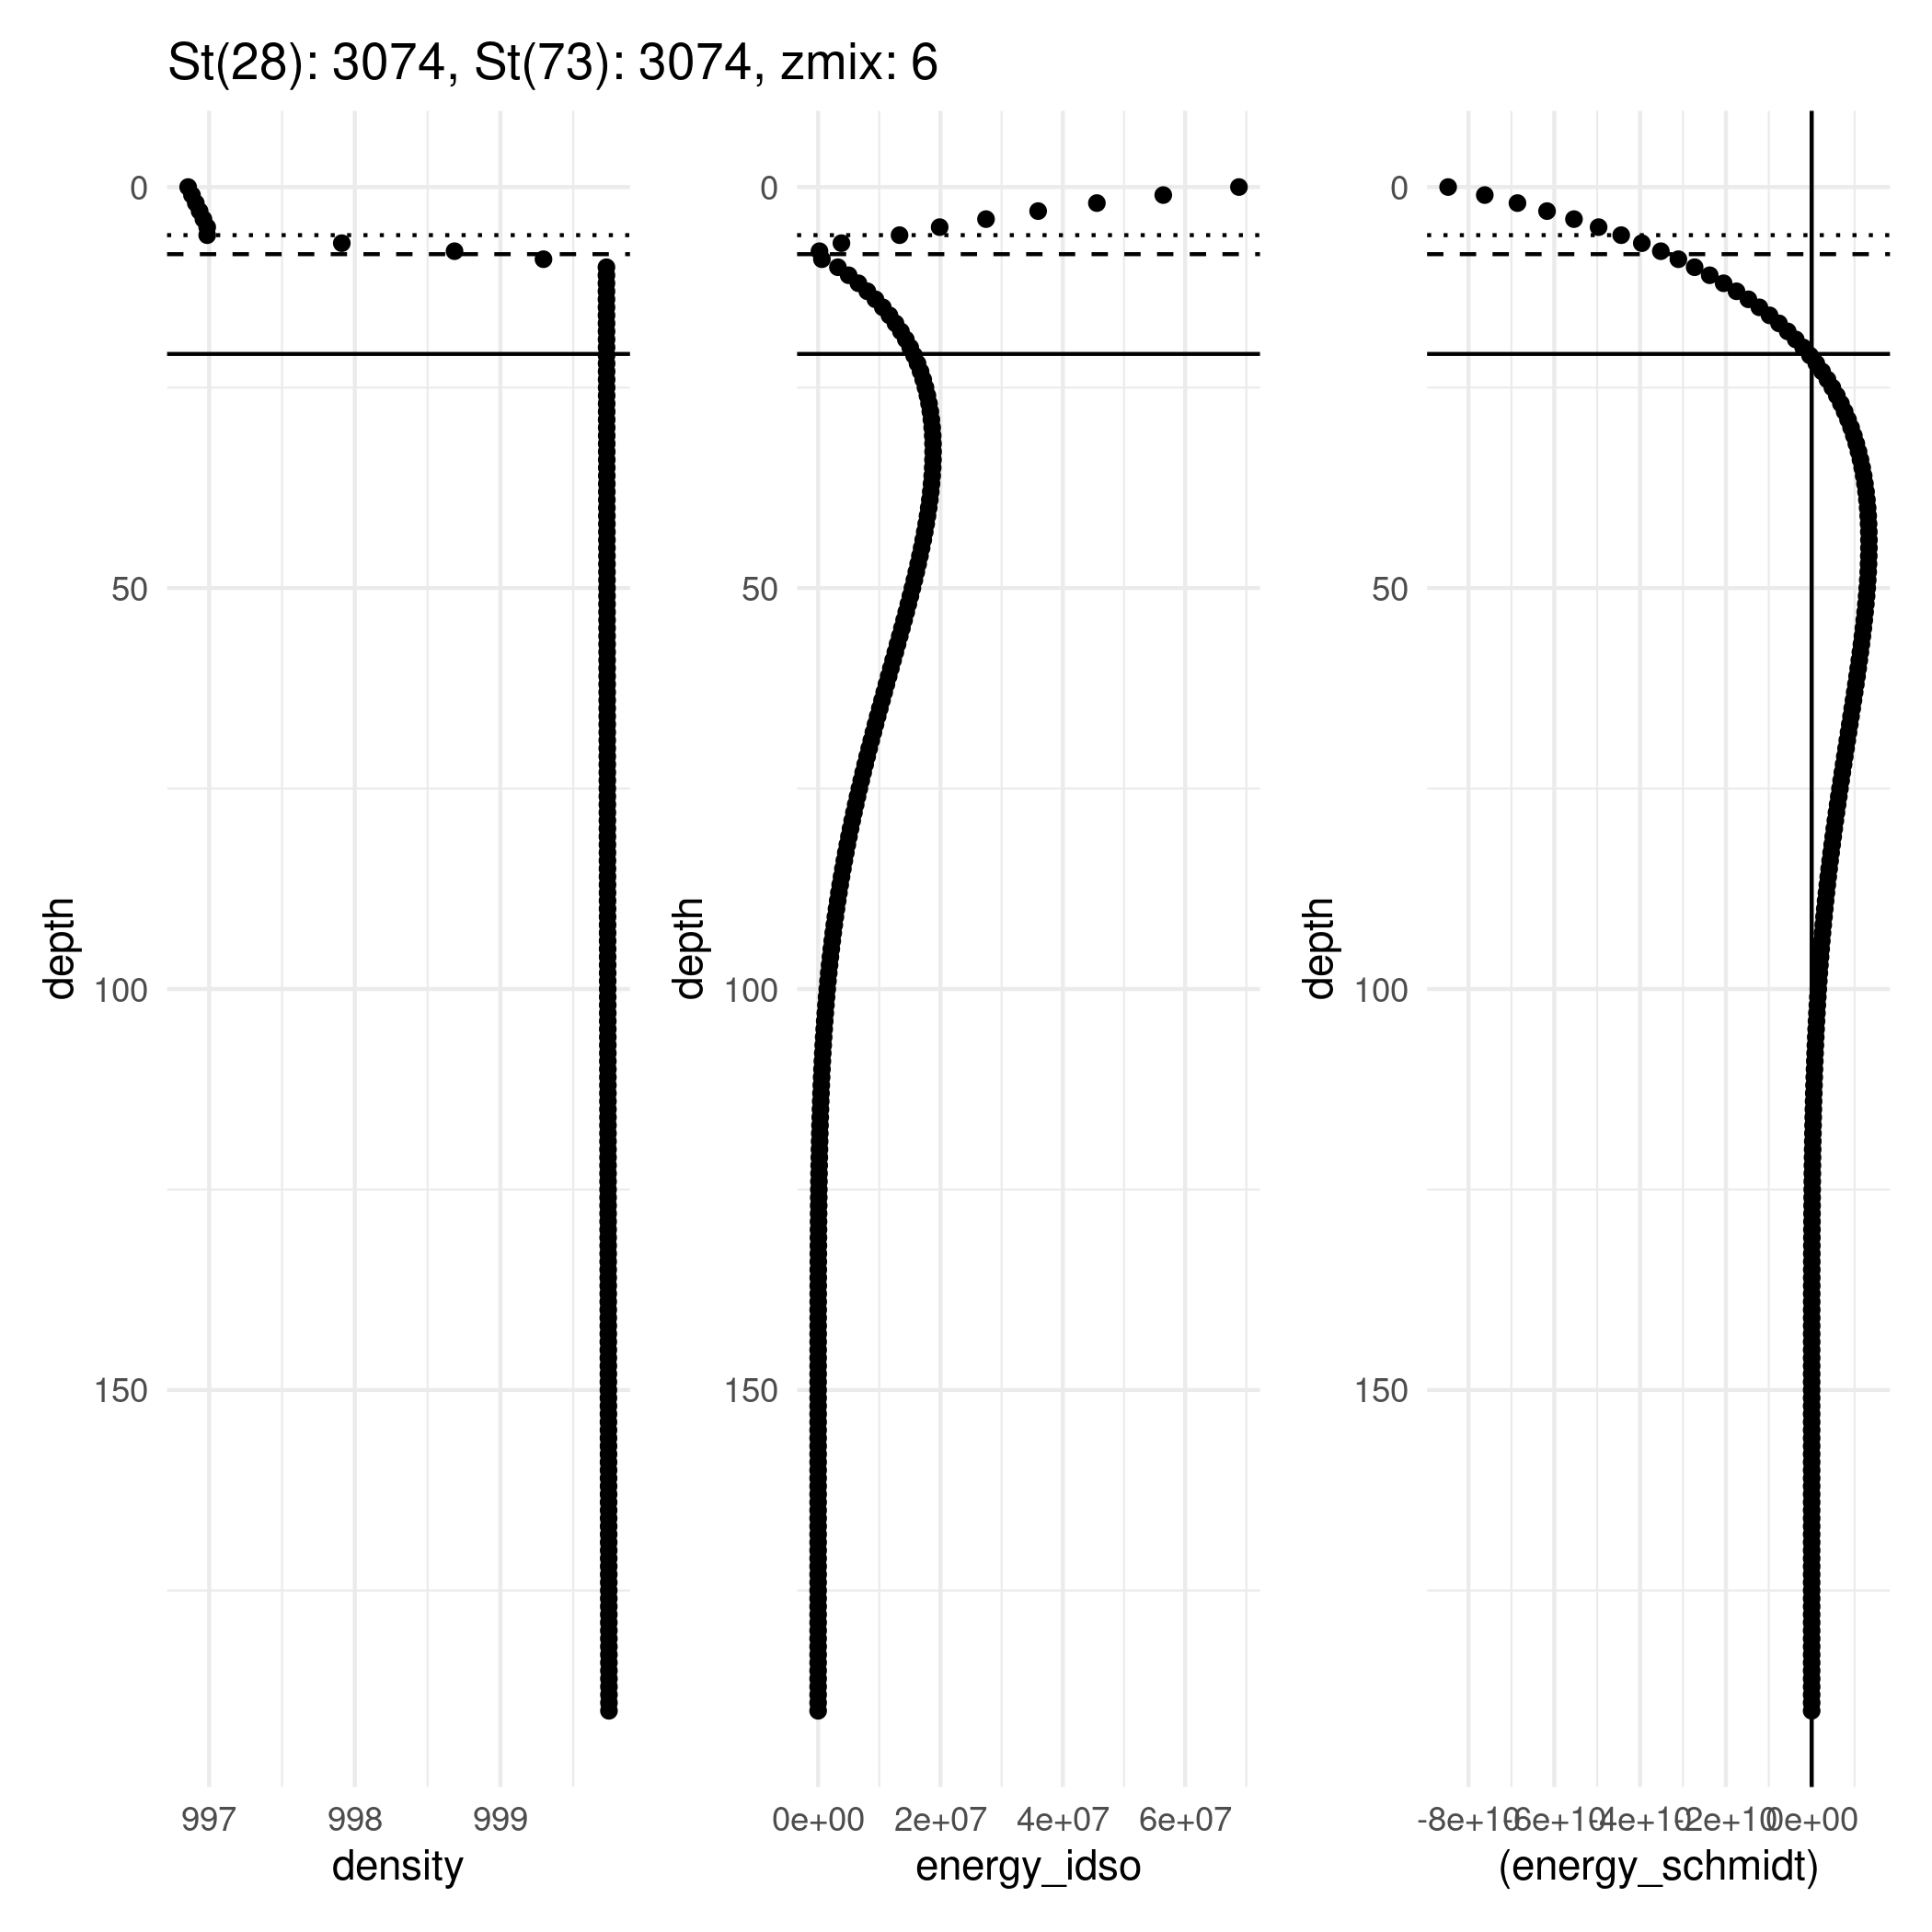 St(28): 3074, St(73): 3074, zmix: 6
0
50
100
150
depth
997 998 999
density
0
50
100
150
depth
0e+00 2e+07 4e+07 6e+07
energy_idso
0
50
100
150
depth
-8e+10 -6e+10 -4e+10 -2e+10 0e+00
(energy_schmidt)